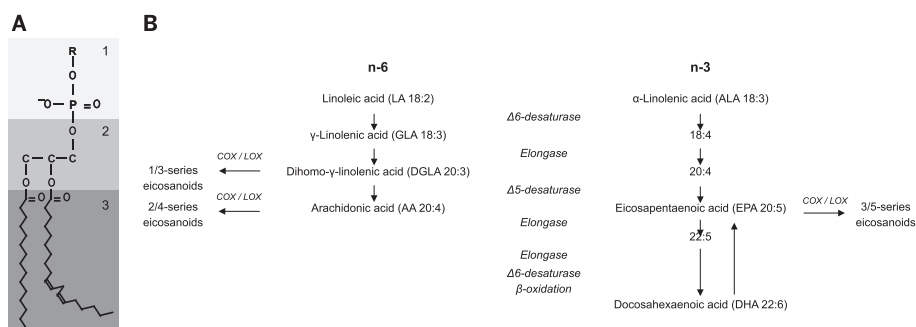 A
B
1
R
O
⁻O P = O
O
2
C C C
O O
=O =O
3
n-6
n-3
Linoleic acid (LA 18:2)
α-Linolenic acid (ALA 18:3)
Δ6-desaturase
γ-Linolenic acid (GLA 18:3)
18:4
Elongase
COX / LOX
1/3-series
eicosanoids
Dihomo-γ-linolenic acid (DGLA 20:3)
20:4
Δ5-desaturase
COX / LOX
2/4-series
eicosanoids
Arachidonic acid (AA 20:4)
Eicosapentaenoic acid (EPA 20:5)
COX / LOX
3/5-series
eicosanoids
Elongase
22:5
Elongase
Δ6-desaturase
β-oxidation
Docosahexaenoic acid (DHA 22:6)